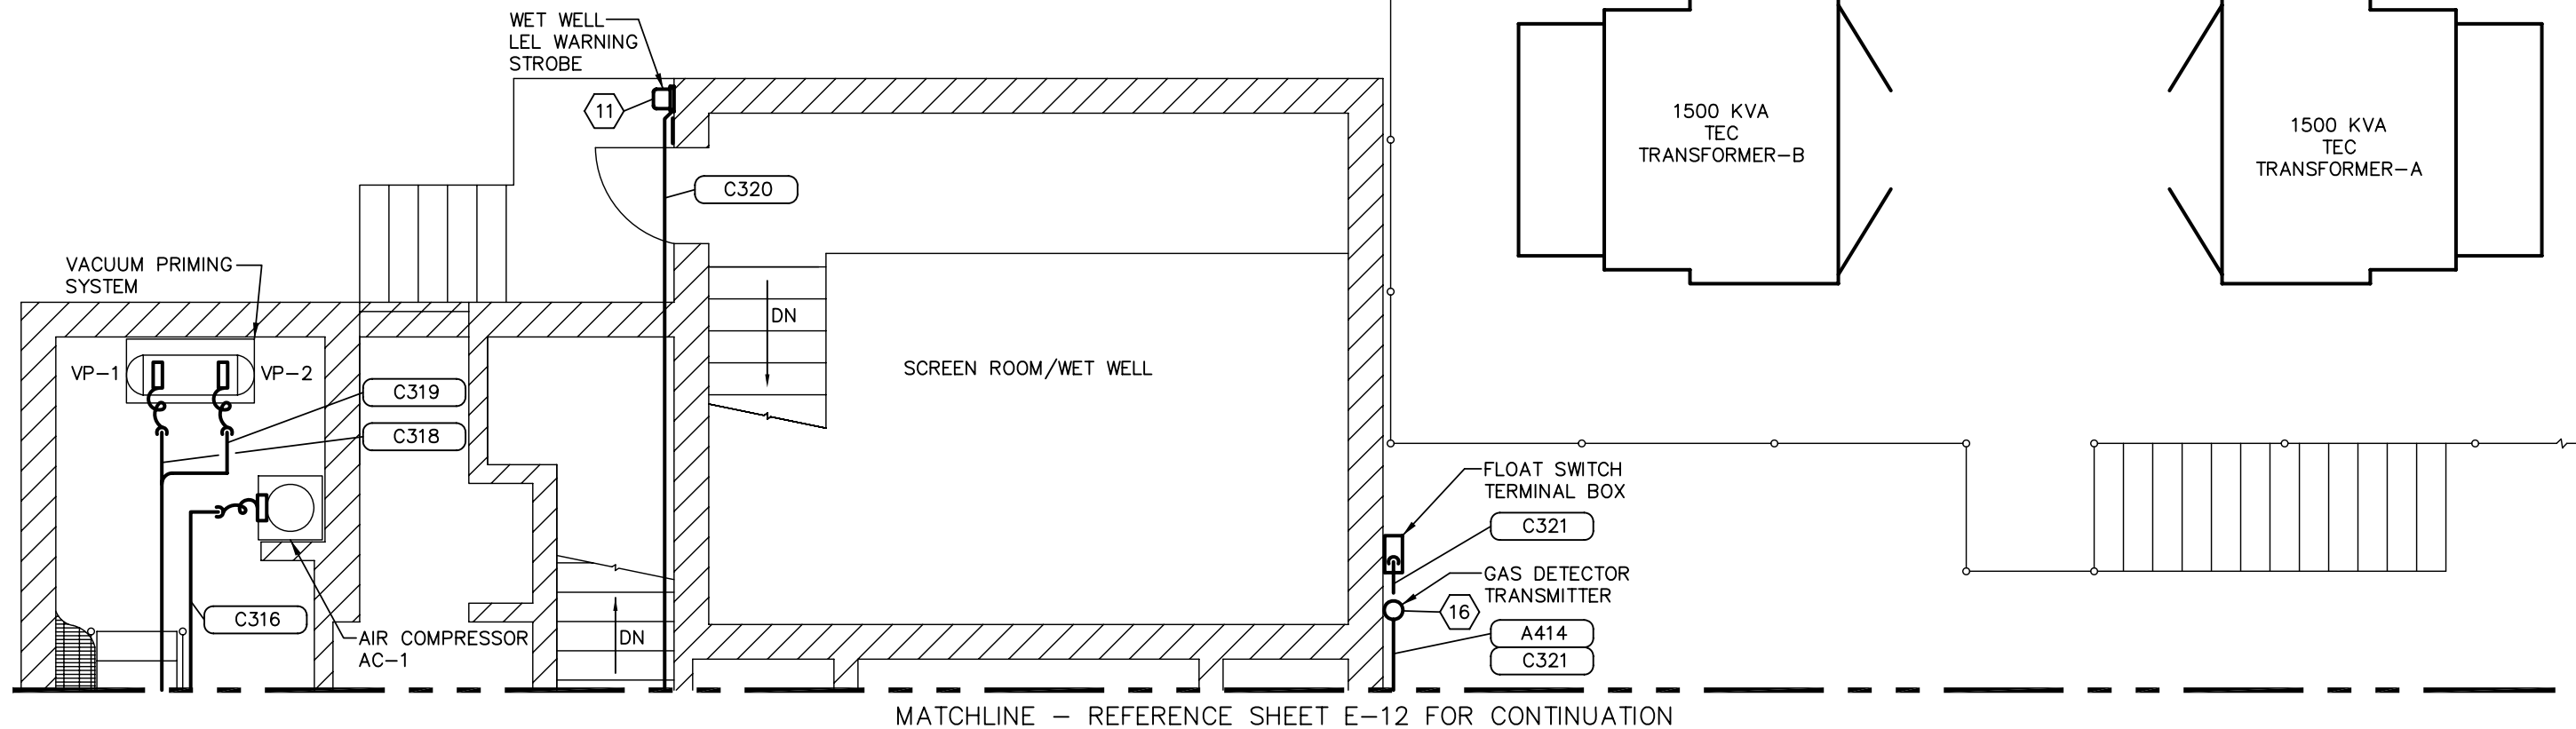 WET WELL
LEL WARNING
STROBE
11
C320
1500 KVA
TEC
TRANSFORMER-B
1500 KVA
TEC
TRANSFORMER-A
VACUUM PRIMING
SYSTEM
VP-1
VP-2
C319
C318
DN
SCREEN ROOM/WET WELL
FLOAT SWITCH
TERMINAL BOX
C321
GAS DETECTOR
TRANSMITTER
16
A414
C321
C316
AIR COMPRESSOR
AC-1
DN
MATCHLINE - REFERENCE SHEET E-12 FOR CONTINUATION